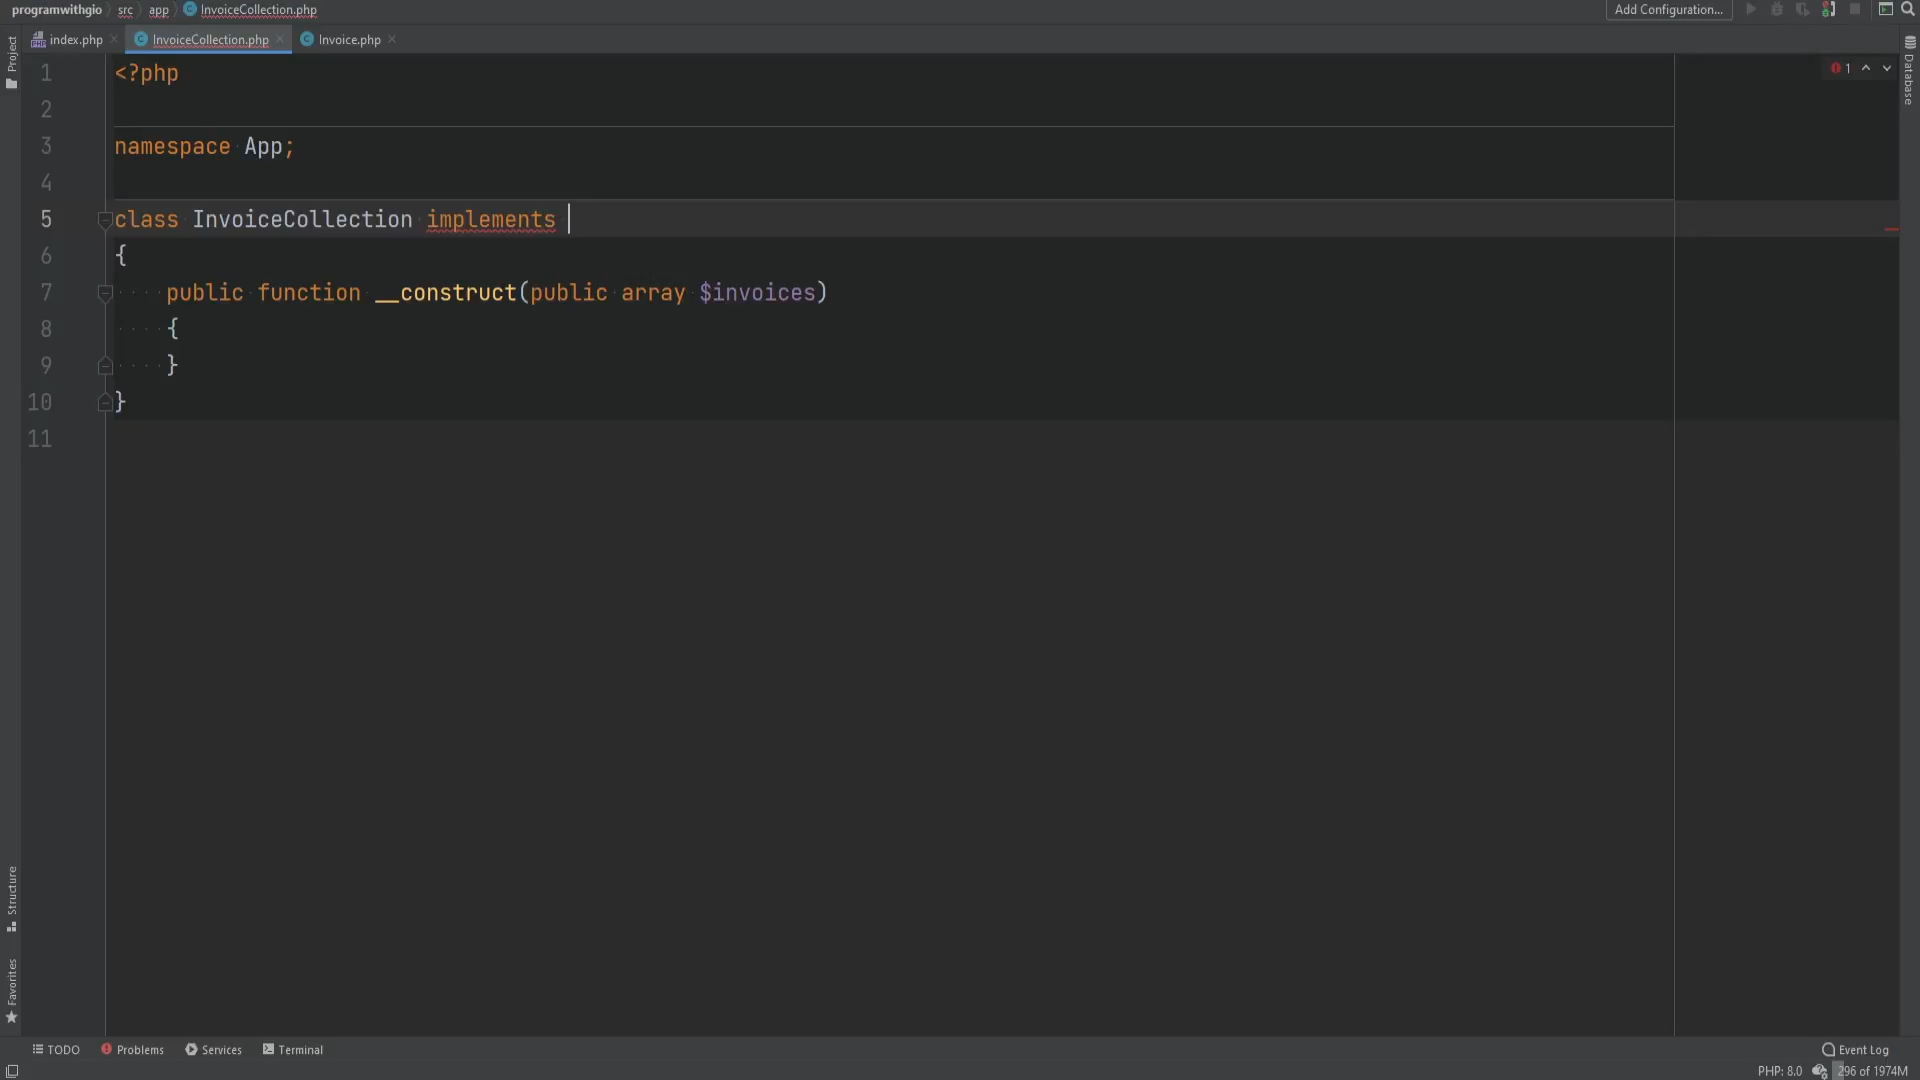 programwithgio src app InvoiceCollection.php Add Configuration...
index.php InvoiceCollection.php Invoice.php
Project
Database
1
1 <?php
2
3 namespace App;
4
5 class InvoiceCollection implements
6 {
7 public function __construct(public array $invoices)
8 {
9 }
10 }
11
Structure
Favorites
TODO Problems Services Terminal Event Log
PHP: 8.0 296 of 1974M